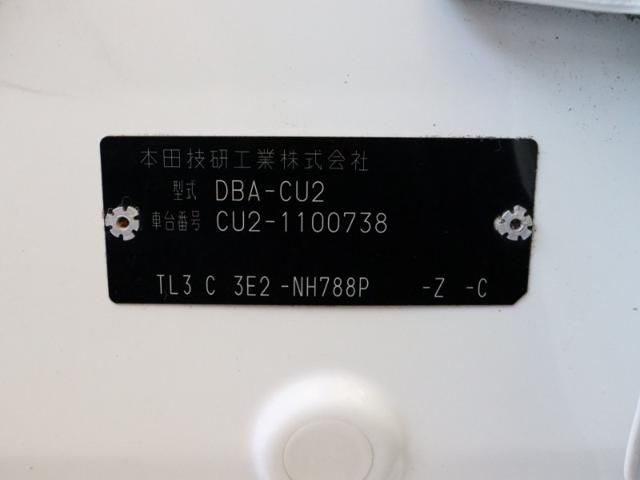 本田技研工業株式会社
型式 DBA-CU2
車台番号 CU2-1100738
TL3 C 3E2 -NH788P -Z -C